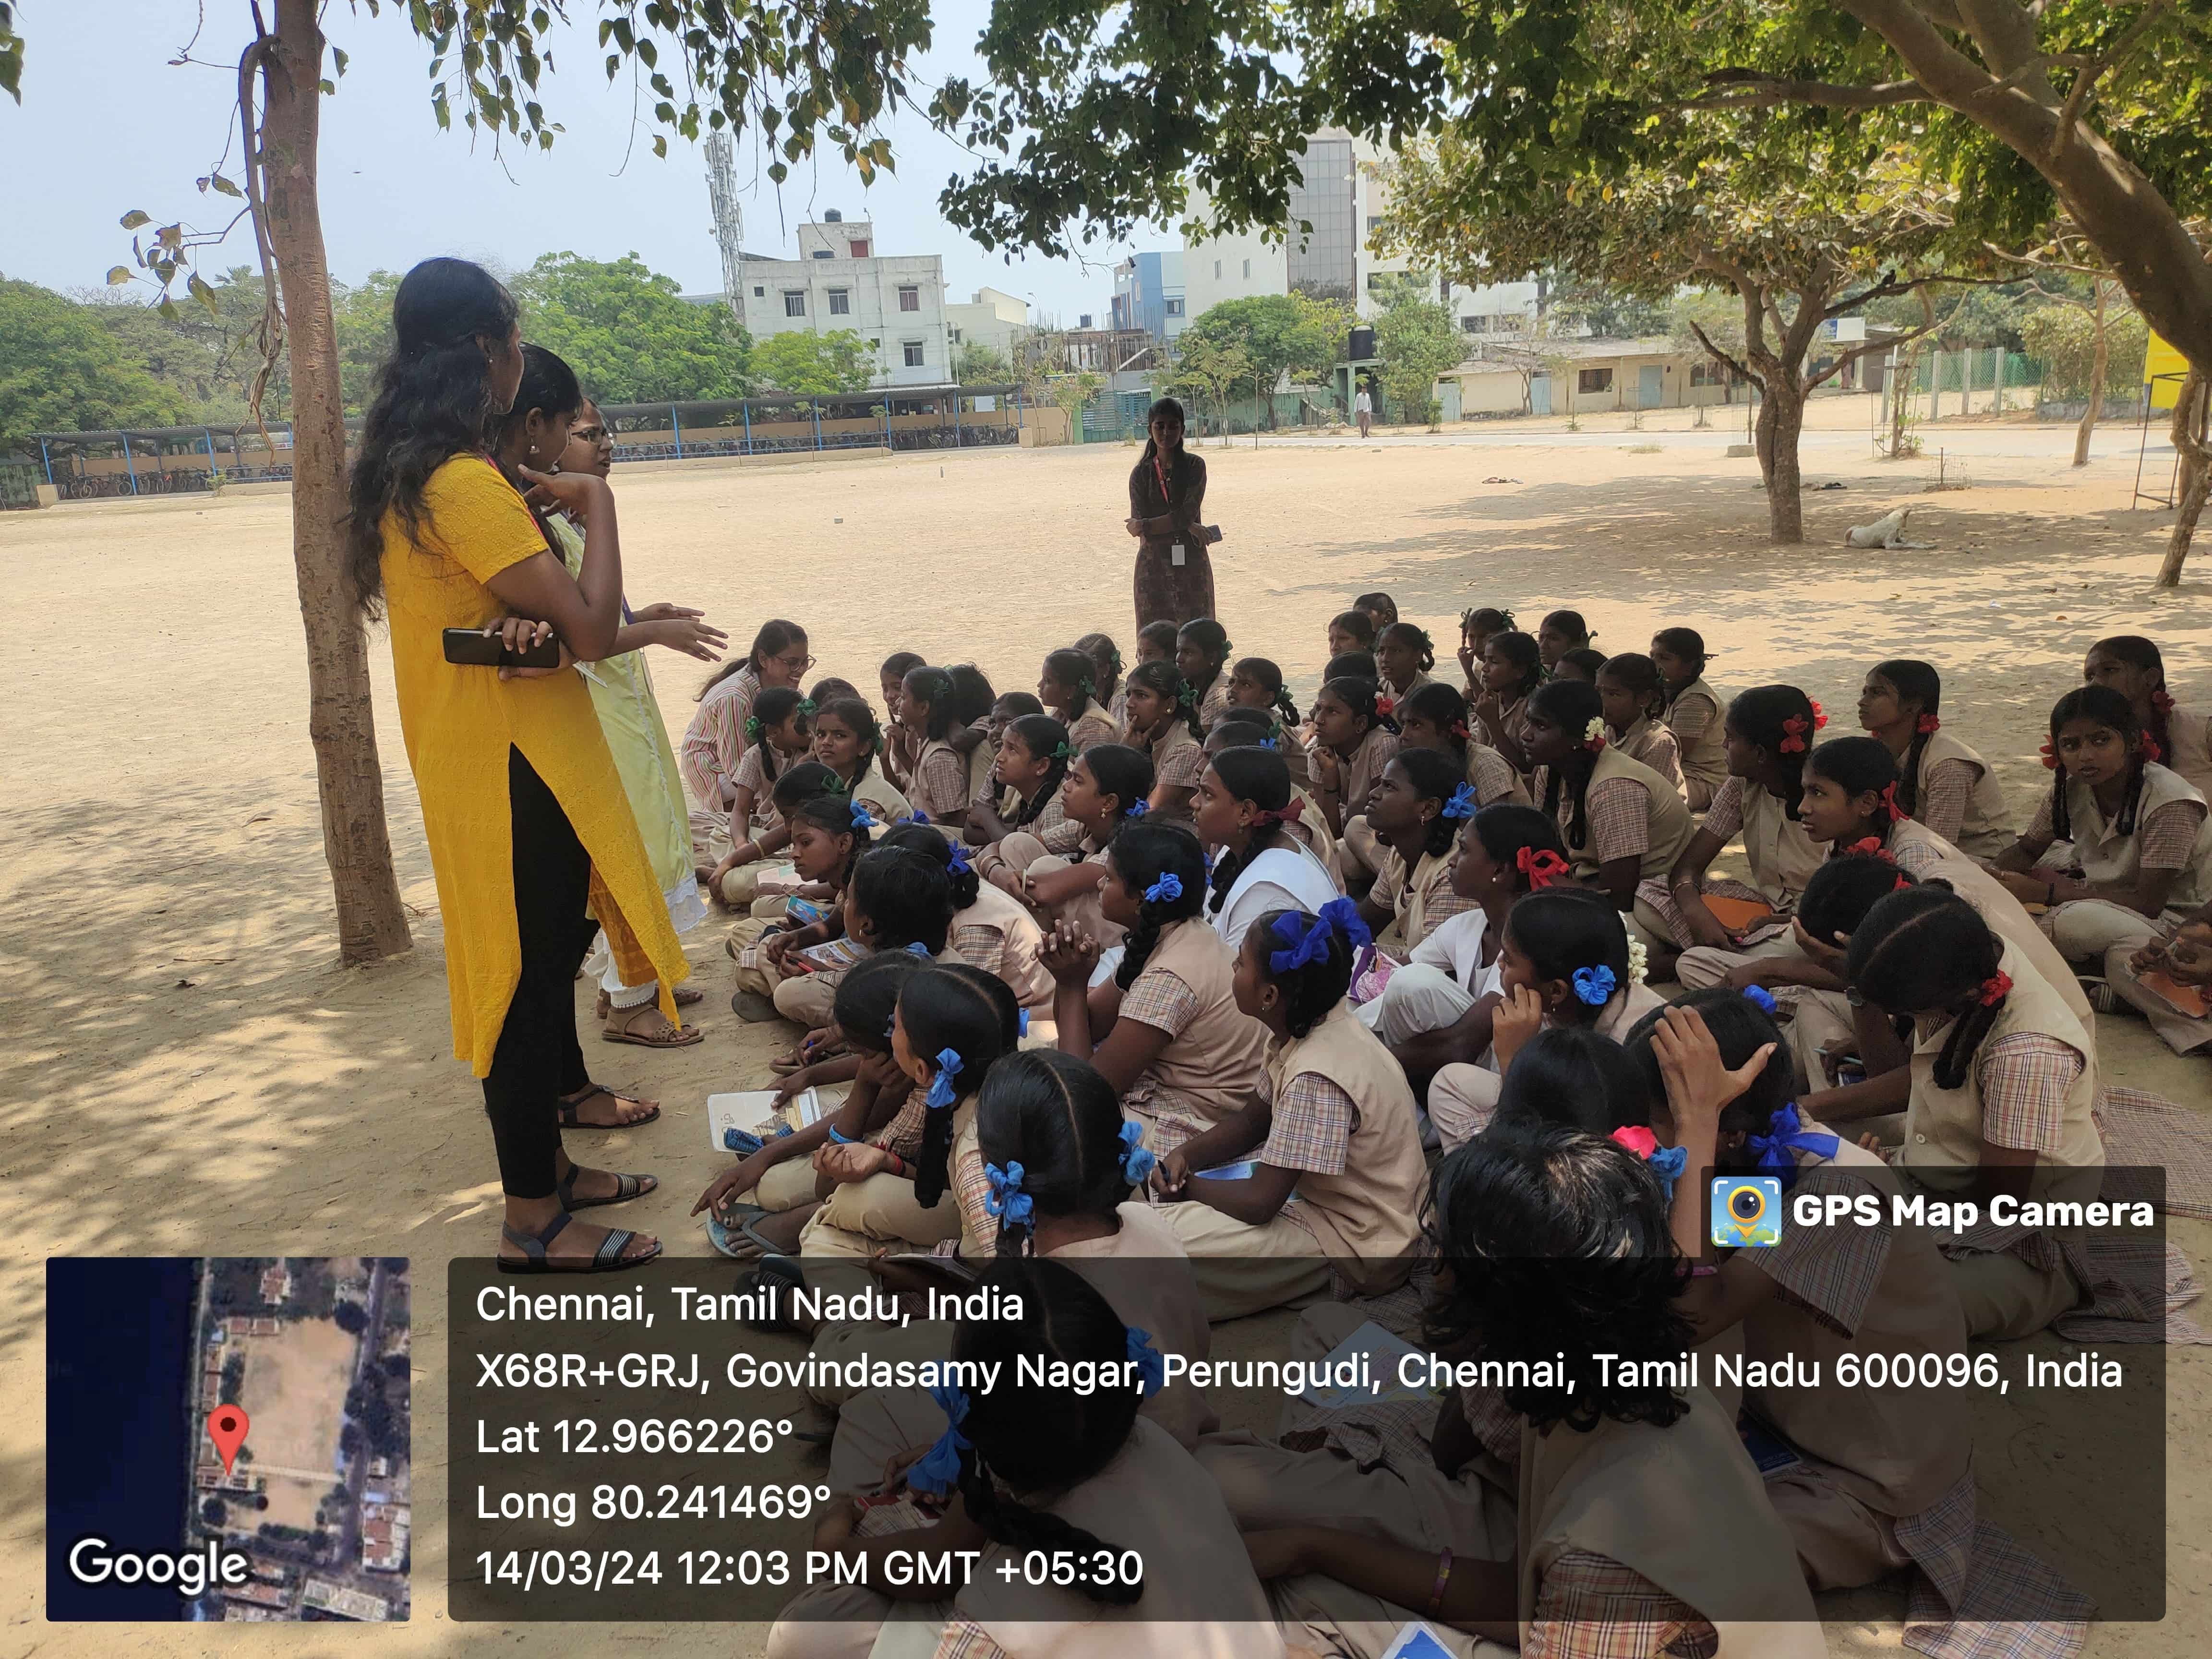 GPS Map Camera
Chennai, Tamil Nadu, India
X68R+GRJ, Govindasamy Nagar, Perungudi, Chennai, Tamil Nadu 600096, India
Lat 12.966226°
Long 80.241469°
14/03/24 12:03 PM GMT +05:30
Google